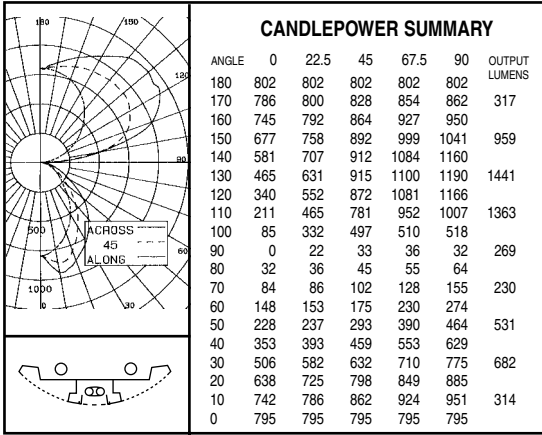 180
150
120
90
60
30
0
500
1000
ACROSS
45
ALONG
CANDLEPOWER SUMMARY
ANGLE 0 22.5 45 67.5 90 OUTPUT LUMENS
180 802 802 802 802 802
170 786 800 828 854 862 317
160 745 792 864 927 950
150 677 758 892 999 1041 959
140 581 707 912 1084 1160
130 465 631 915 1100 1190 1441
120 340 552 872 1081 1166
110 211 465 781 952 1007 1363
100 85 332 497 510 518
90 0 22 33 36 32 269
80 32 36 45 55 64
70 84 86 102 128 155 230
60 148 153 175 230 274
50 228 237 293 390 464 531
40 353 393 459 553 629
30 506 582 632 710 775 682
20 638 725 798 849 885
10 742 786 862 924 951 314
0 795 795 795 795 795